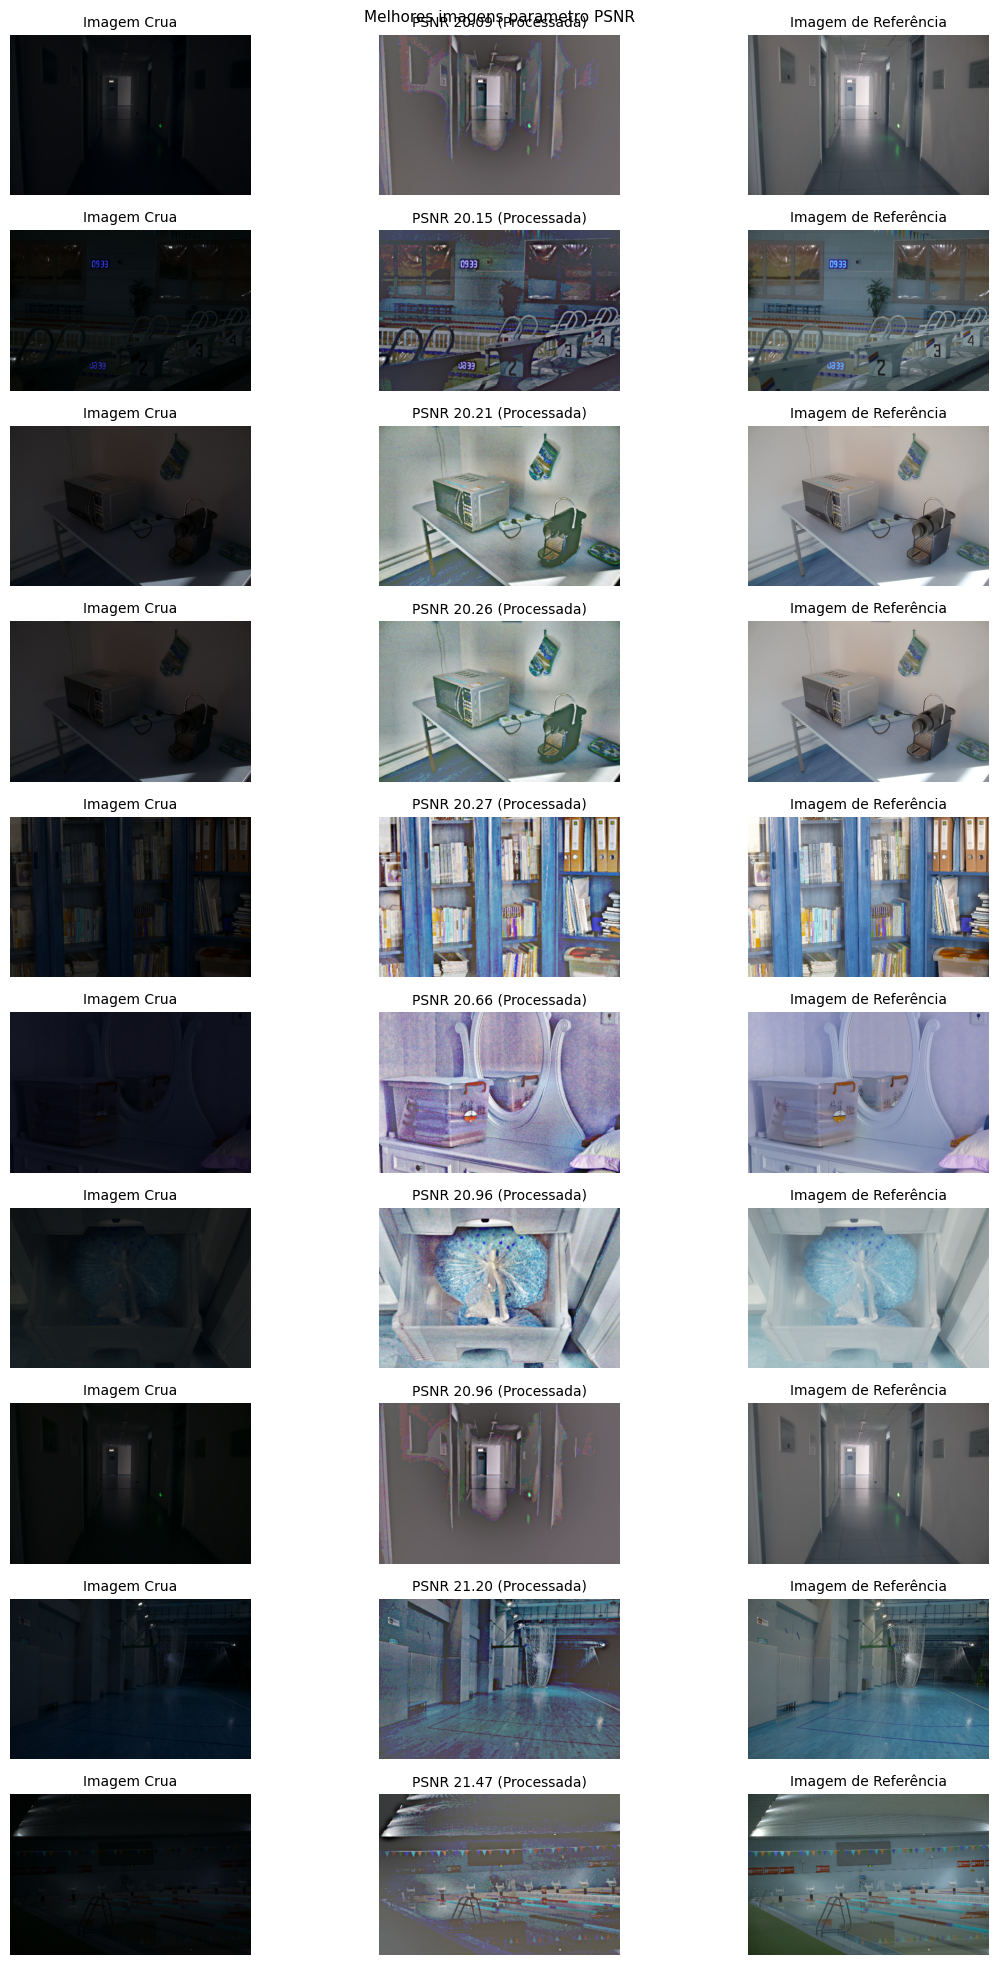 Melhores imagens parametro PSNR
Imagem Crua
PSNR 20.09 (Processada)
Imagem de Referência
Imagem Crua
PSNR 20.15 (Processada)
Imagem de Referência
Imagem Crua
PSNR 20.21 (Processada)
Imagem de Referência
Imagem Crua
PSNR 20.26 (Processada)
Imagem de Referência
Imagem Crua
PSNR 20.27 (Processada)
Imagem de Referência
Imagem Crua
PSNR 20.66 (Processada)
Imagem de Referência
Imagem Crua
PSNR 20.96 (Processada)
Imagem de Referência
Imagem Crua
PSNR 20.96 (Processada)
Imagem de Referência
Imagem Crua
PSNR 21.20 (Processada)
Imagem de Referência
Imagem Crua
PSNR 21.47 (Processada)
Imagem de Referência